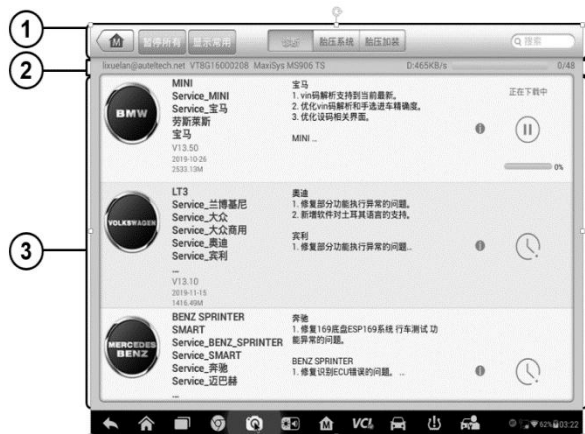 1
暂停所有 显示常用 诊断 胎压系统 胎压加装 搜索
2
lixuelan@auteltech.net VTBG16000208 MaxiSys MS906 TS D:465KB/s 0/48
3
BMW
MINI
Service_MINI
Service_宝马
劳斯莱斯
宝马
V13.50
2019-10-26
2533.13M
宝马
1. vin码解析支持到当前最新。
2. 优化vin码解析和手选进车精确度。
3. 优化设码相关界面。
MINI ...
正在下载中
0%
VOLKSWAGEN
LT3
Service_兰博基尼
Service_大众
Service_大众商用
Service_奥迪
Service_宾利
...
V13.10
2019-11-15
1416.49M
奥迪
1. 修复部分功能执行异常的问题。
2. 新增软件对土耳其语言的支持。
宾利
1. 修复部分功能执行异常的问题...
MERCEDES
BENZ
BENZ SPRINTER
SMART
Service_BENZ_SPRINTER
Service_SMART
Service_奔驰
Service_迈巴赫
...
奔驰
1. 修复169底盘ESP169系统 行车测试 功
能异常的问题。
BENZ SPRINTER
1. 修复识别ECU错误的问题。 ...
VCI 62% 03:22